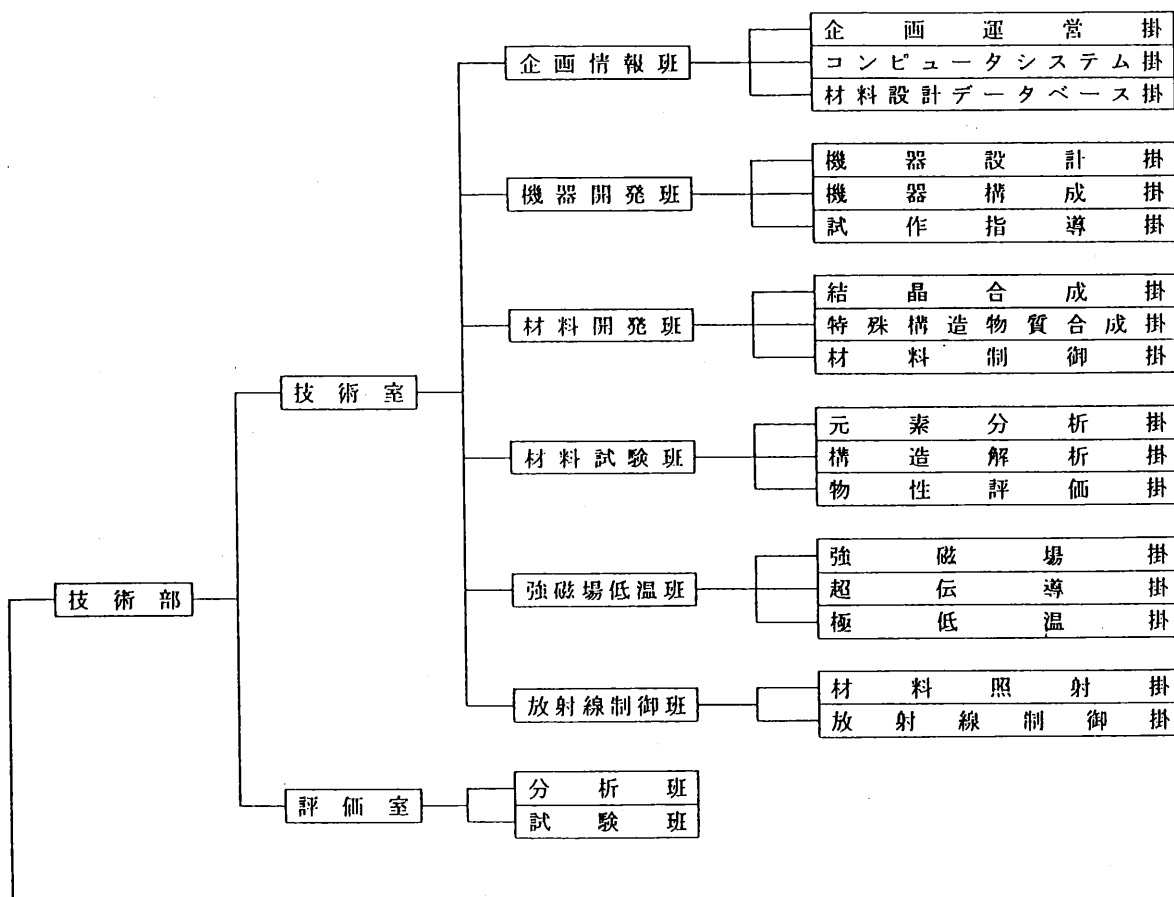 企画運営掛
企画情報班
コンピュータシステム掛
材料設計データベース掛
機器設計掛
機器開発班
機器構成掛
試作指導掛
結晶合成掛
材料開発班
特殊構造物質合成掛
材料制御掛
技術室
元素分析掛
材料試験班
構造解析掛
物性評価掛
強磁場掛
技術部
強磁場低温班
超伝導掛
極低温掛
材料照射掛
放射線制御班
放射線制御掛
分析班
評価室
試験班